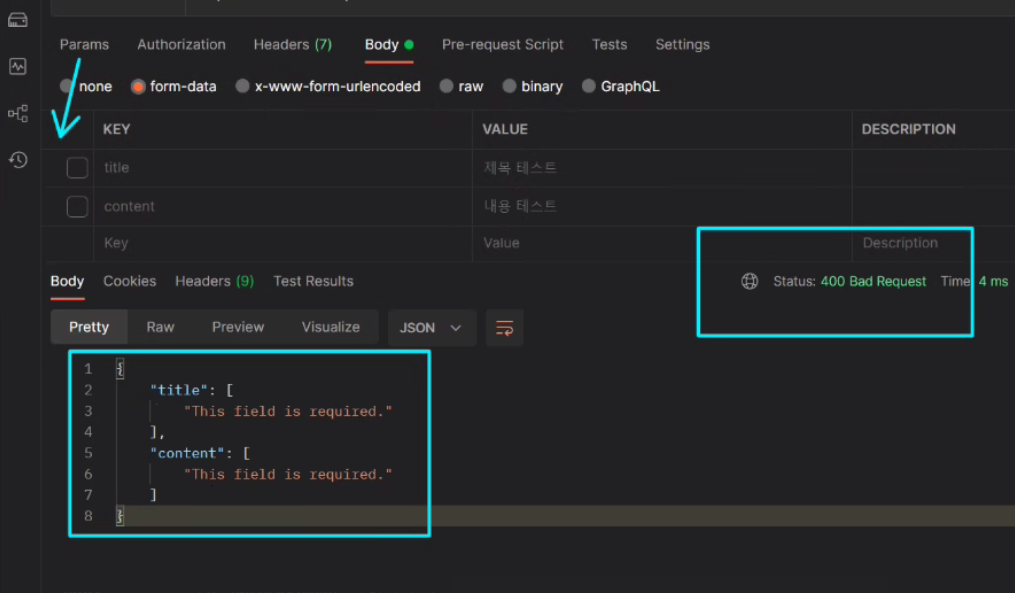 Params Authorization Headers (7) Body Pre-request Script Tests Settings
none form-data x-www-form-urlencoded raw binary GraphQL
KEY VALUE DESCRIPTION
title 제목 테스트
content 내용 테스트
Key Value Description
Body Cookies Headers (9) Test Results Status: 400 Bad Request Time 4 ms
Pretty Raw Preview Visualize JSON
1 {
2 "title": [
3 "This field is required."
4 ],
5 "content": [
6 "This field is required."
7 ]
8 }